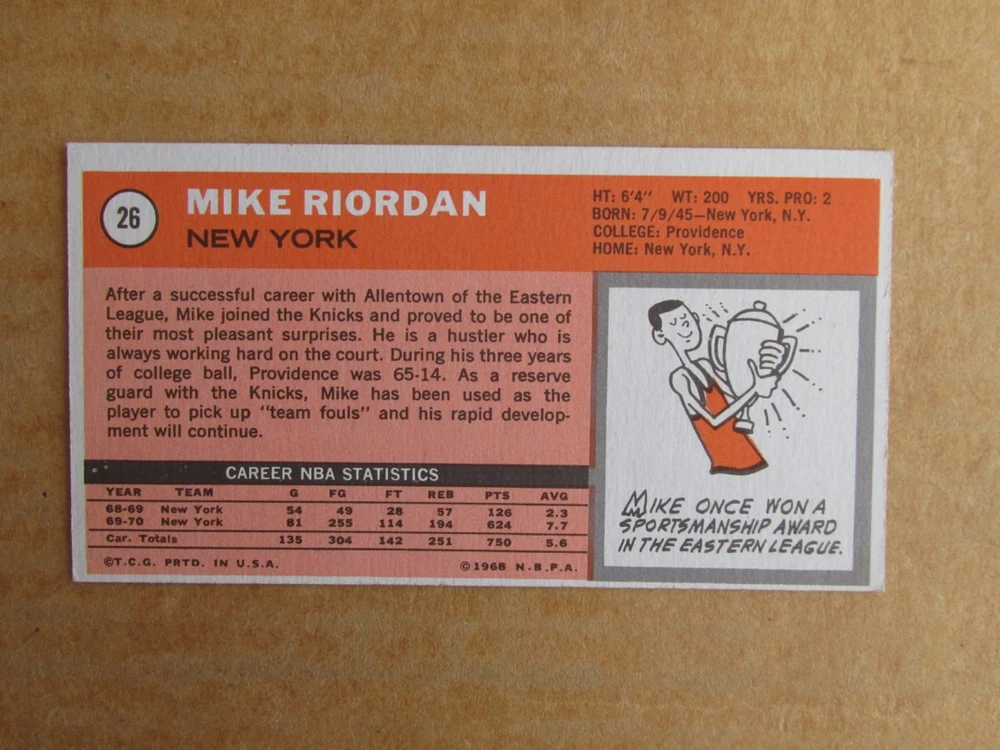 26
MIKE RIORDAN
NEW YORK
HT: 6'4" WT: 200 YRS. PRO: 2
BORN: 7/9/45—New York, N.Y.
COLLEGE: Providence
HOME: New York, N.Y.
After a successful career with Allentown of the Eastern
League, Mike joined the Knicks and proved to be one of
their most pleasant surprises. He is a hustler who is
always working hard on the court. During his three years
of college ball, Providence was 65-14. As a reserve
guard with the Knicks, Mike has been used as the
player to pick up "team fouls" and his rapid develop-
ment will continue.
CAREER NBA STATISTICS
YEAR TEAM G FG FT REB PTS AVG
68-69 New York 54 49 28 57 126 2.3
69-70 New York 81 255 114 194 624 7.7
Car. Totals 135 304 142 251 750 5.6
©T.C.G. PRTD. IN U.S.A. ©1968 N.B.P.A.
MIKE ONCE WON A
SPORTSMANSHIP AWARD
IN THE EASTERN LEAGUE.